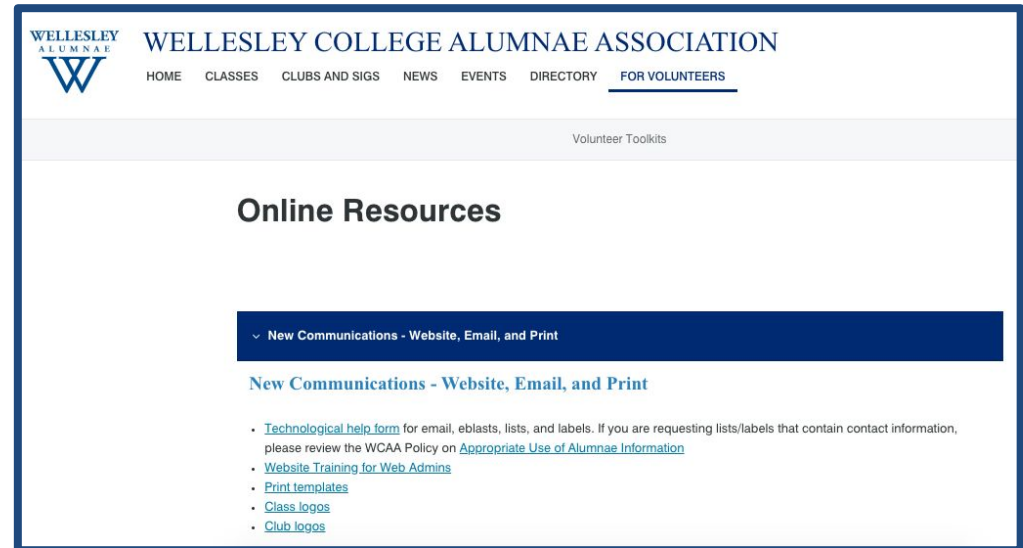 WELLESLEY
ALUMNAE
W
WELLESLEY COLLEGE ALUMNAE ASSOCIATION
HOME CLASSES CLUBS AND SIGS NEWS EVENTS DIRECTORY FOR VOLUNTEERS
Volunteer Toolkits
Online Resources
New Communications - Website, Email, and Print
New Communications - Website, Email, and Print
• Technological help form for email, eblasts, lists, and labels. If you are requesting lists/labels that contain contact information,
please review the WCAA Policy on Appropriate Use of Alumnae Information
• Website Training for Web Admins
• Print templates
• Class logos
• Club logos